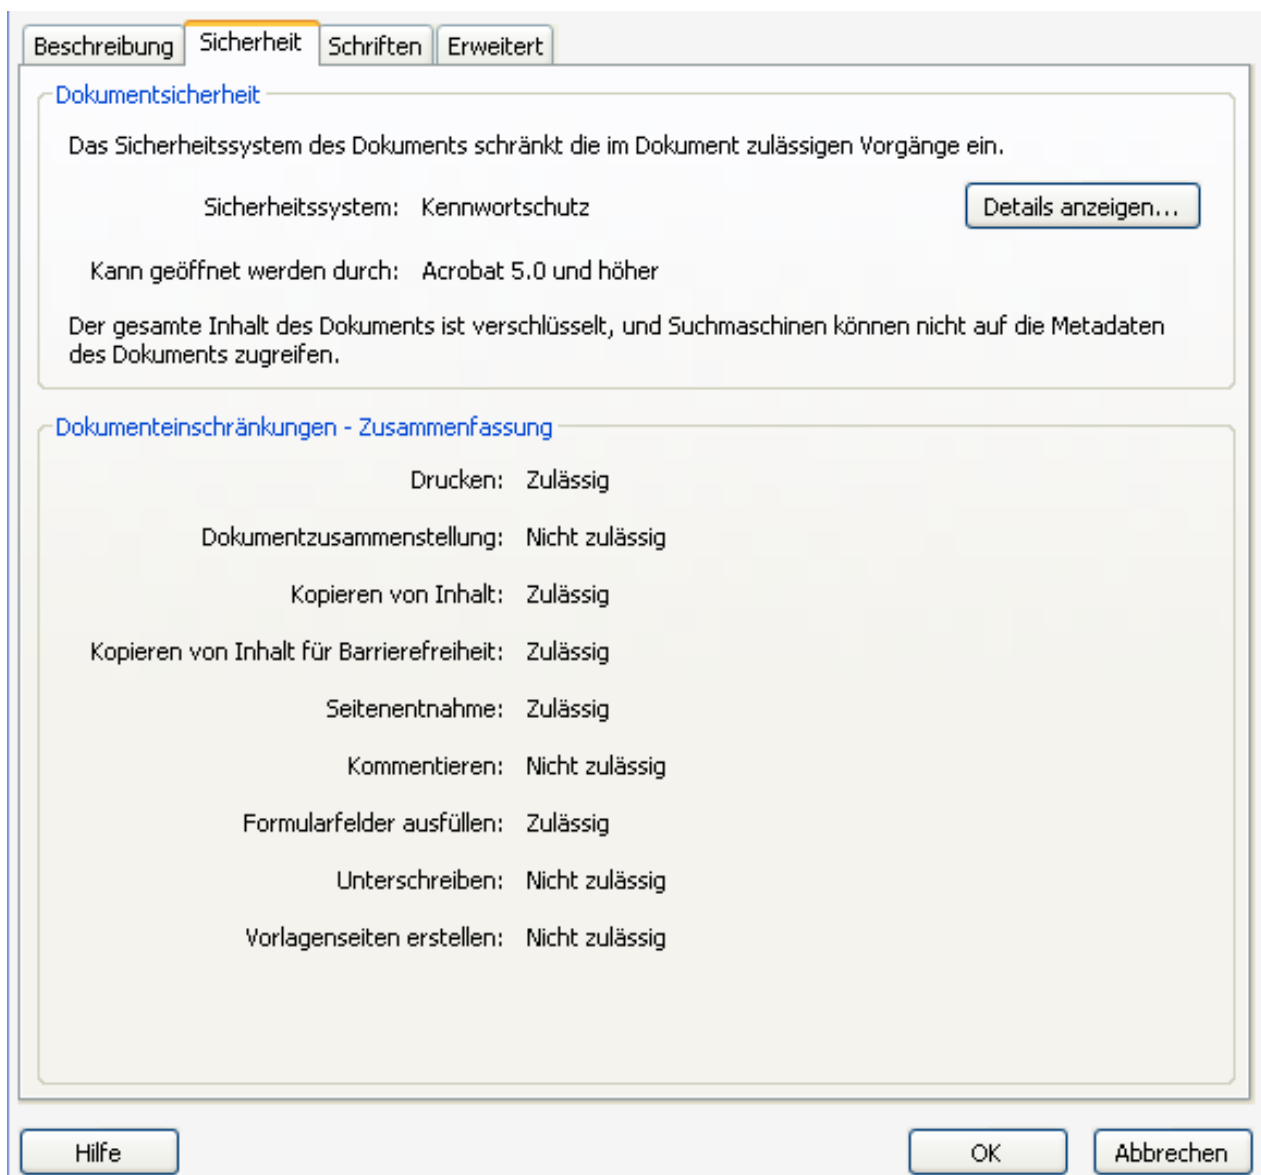 Beschreibung Sicherheit Schriften Erweitert
Dokumentsicherheit
Das Sicherheitssystem des Dokuments schränkt die im Dokument zulässigen Vorgänge ein.
Sicherheitssystem: Kennwortschutz Details anzeigen...
Kann geöffnet werden durch: Acrobat 5.0 und höher
Der gesamte Inhalt des Dokuments ist verschlüsselt, und Suchmaschinen können nicht auf die Metadaten
des Dokuments zugreifen.
Dokumenteinschränkungen - Zusammenfassung
Drucken: Zulässig
Dokumentzusammenstellung: Nicht zulässig
Kopieren von Inhalt: Zulässig
Kopieren von Inhalt für Barrierefreiheit: Zulässig
Seitenentnahme: Zulässig
Kommentieren: Nicht zulässig
Formularfelder ausfüllen: Zulässig
Unterschreiben: Nicht zulässig
Vorlagenseiten erstellen: Nicht zulässig
Hilfe OK Abbrechen